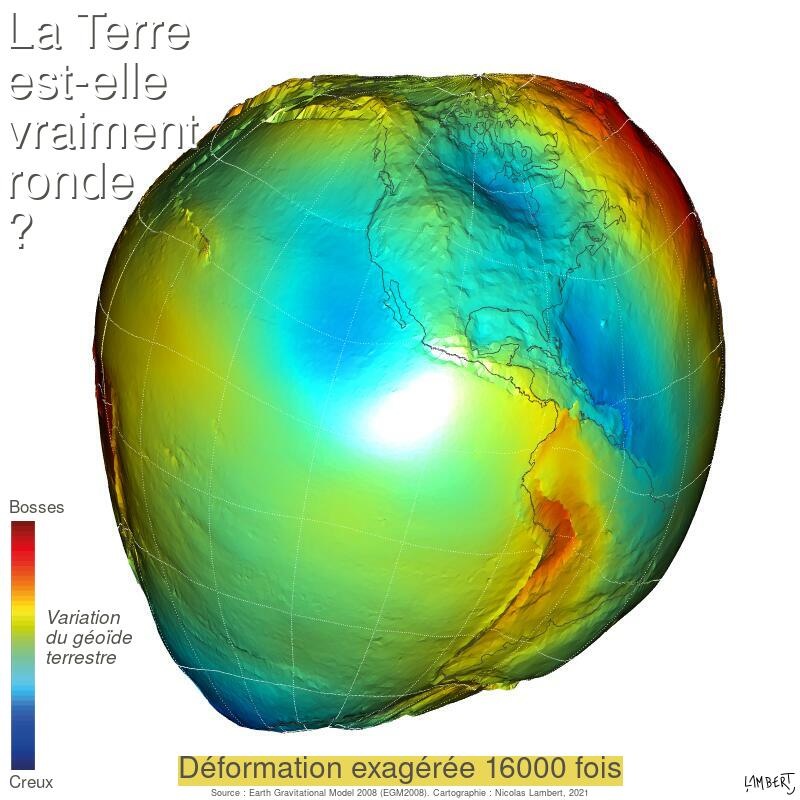 La Terre
est-elle
vraiment
ronde
?
Bosses
Variation
du géoïde
terrestre
Creux
Déformation exagérée 16000 fois
Source : Earth Gravitational Model 2008 (EGM2008). Cartographie : Nicolas Lambert, 2021
LAMBERT